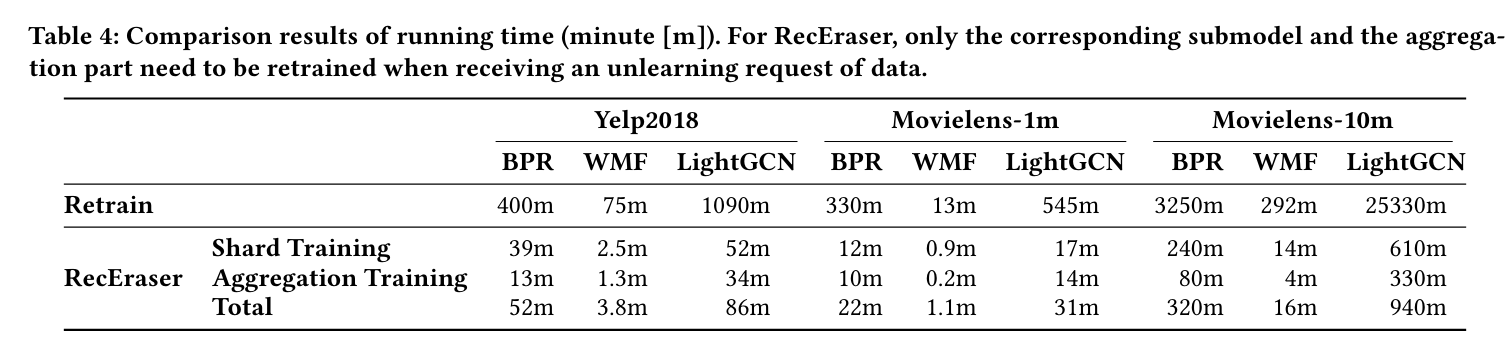 Table 4: Comparison results of running time (minute [m]). For RecEraser, only the corresponding submodel and the aggrega-
tion part need to be retrained when receiving an unlearning request of data.
Yelp2018 Movielens-1m Movielens-10m
BPR WMF LightGCN BPR WMF LightGCN BPR WMF LightGCN
Retrain 400m 75m 1090m 330m 13m 545m 3250m 292m 25330m
Shard Training 39m 2.5m 52m 12m 0.9m 17m 240m 14m 610m
RecEraser Aggregation Training 13m 1.3m 34m 10m 0.2m 14m 80m 4m 330m
Total 52m 3.8m 86m 22m 1.1m 31m 320m 16m 940m